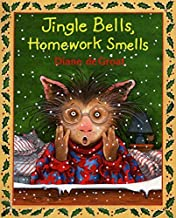 Jingle Bells,
Homework Smells
Diane de Groat